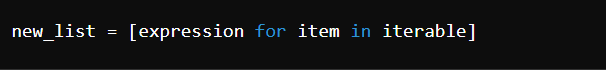 new_list = [expression for item in iterable]